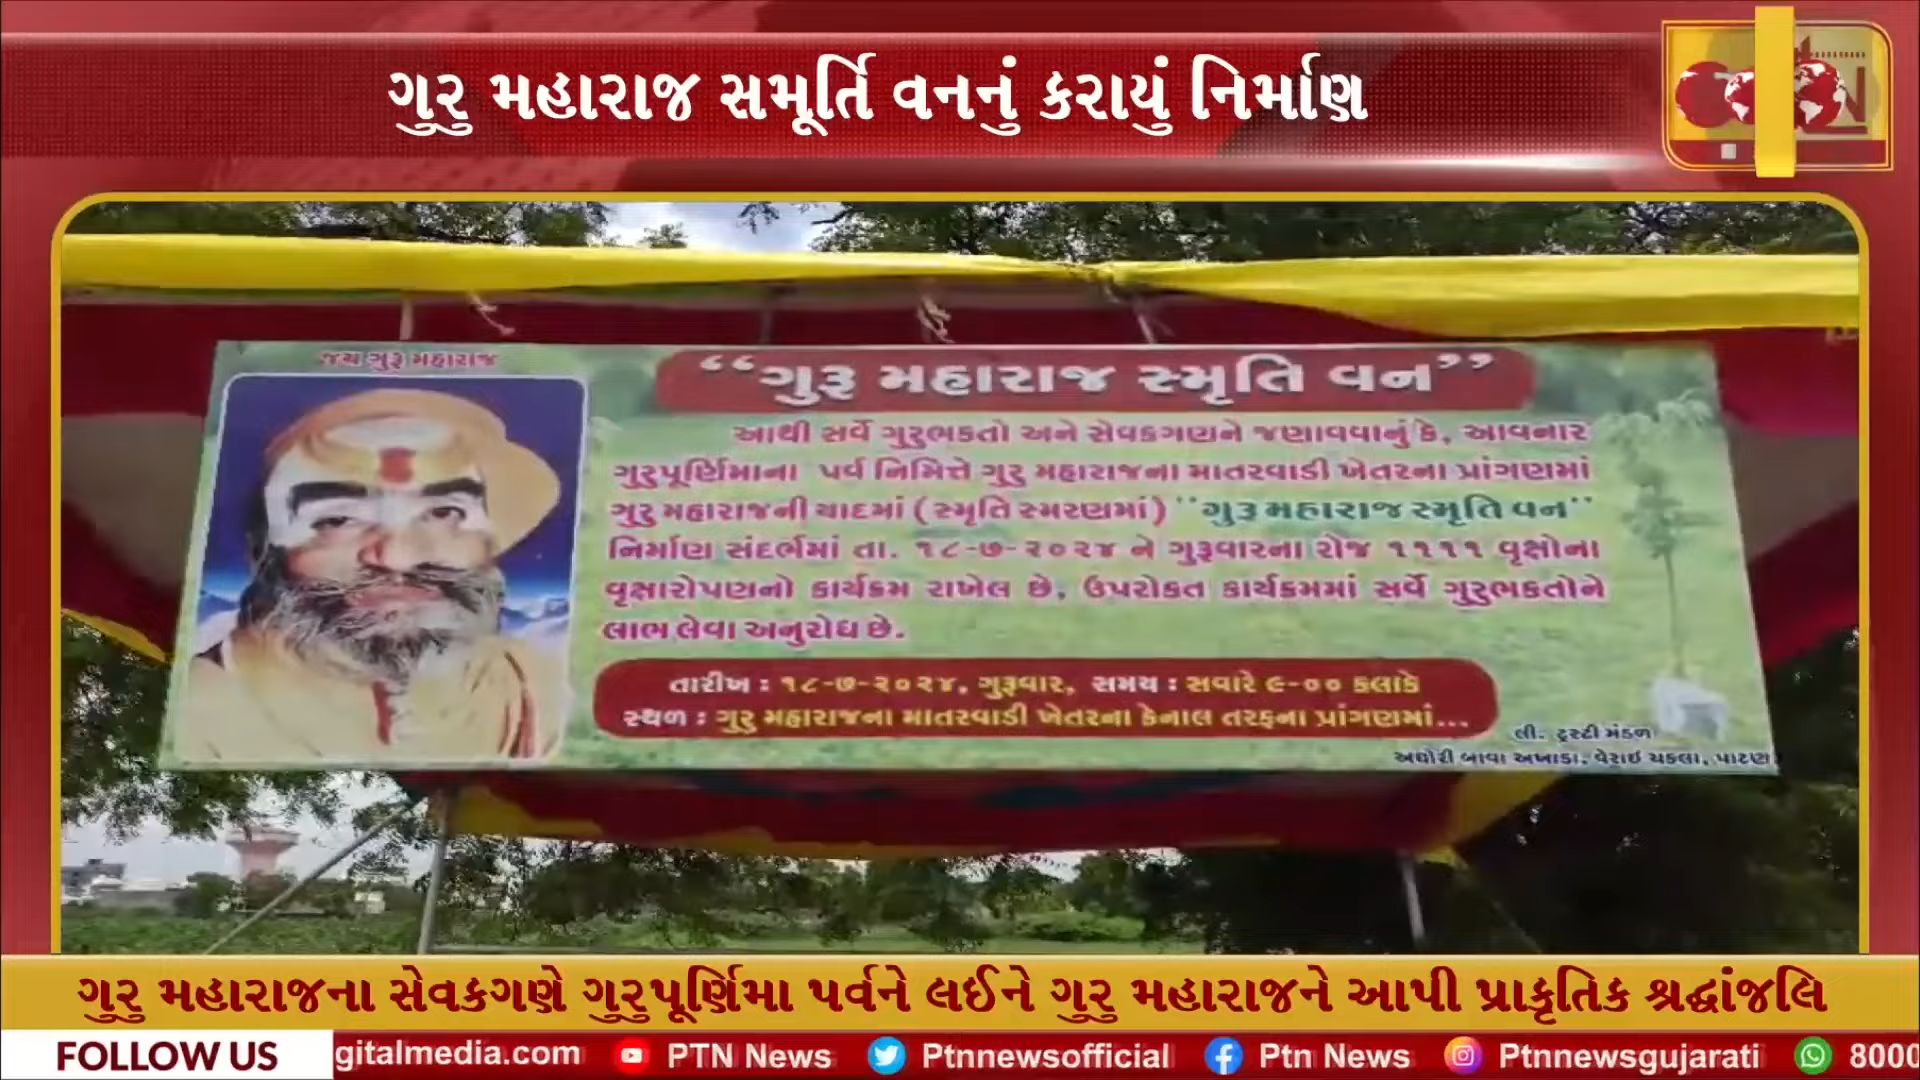 ગુરુ મહારાજ સમૂર્તિ વનનું કરાયું નિર્માણ
જય ગુરૂ મહારાજ
“ગુરૂ મહારાજ સ્મૃતિ વન”
આથી સર્વે ગુરુભકતો અને સેવકગણને જણાવવાનું કે, આવનાર
ગુરુપૂર્ણિમાના પર્વ નિમિત્તે ગુરુ મહારાજના માતરવાડી ખેતરના પ્રાંગણમાં
ગુરુ મહારાજની યાદમાં (સ્મૃતિ સ્મરણમાં) “ગુરૂ મહારાજ સ્મૃતિ વન”
નિર્માણ સંદર્ભમાં તા. ૧૮-૭-૨૦૨૪ ને ગુરૂવારના રોજ ૧૧૧૧ વૃક્ષોના
વૃક્ષારોપણનો કાર્યક્રમ રાખેલ છે. ઉપરોકત કાર્યક્રમમાં સર્વે ગુરુભકતોને
લાભ લેવા અનુરોધ છે.
તારીખ : ૧૮-૭-૨૦૨૪, ગુરૂવાર, સમય : સવારે ૯-૦૦ કલાકે
સ્થળ : ગુરુ મહારાજના માતરવાડી ખેતરના કેનાલ તરફના પ્રાંગણમાં...
લી. ટ્રસ્ટી મંડળ
અઘોરી બાવા અખાડા, વેરાઇ ચકલા, પાટણ
ગુરુ મહારાજના સેવકગણે ગુરુપૂર્ણિમા પર્વને લઈને ગુરુ મહારાજને આપી પ્રાકૃતિક શ્રદ્ધાંજલિ
FOLLOW US gitalmedia.com PTN News Ptnnewsofficial Ptn News Ptnnewsgujarati 8000